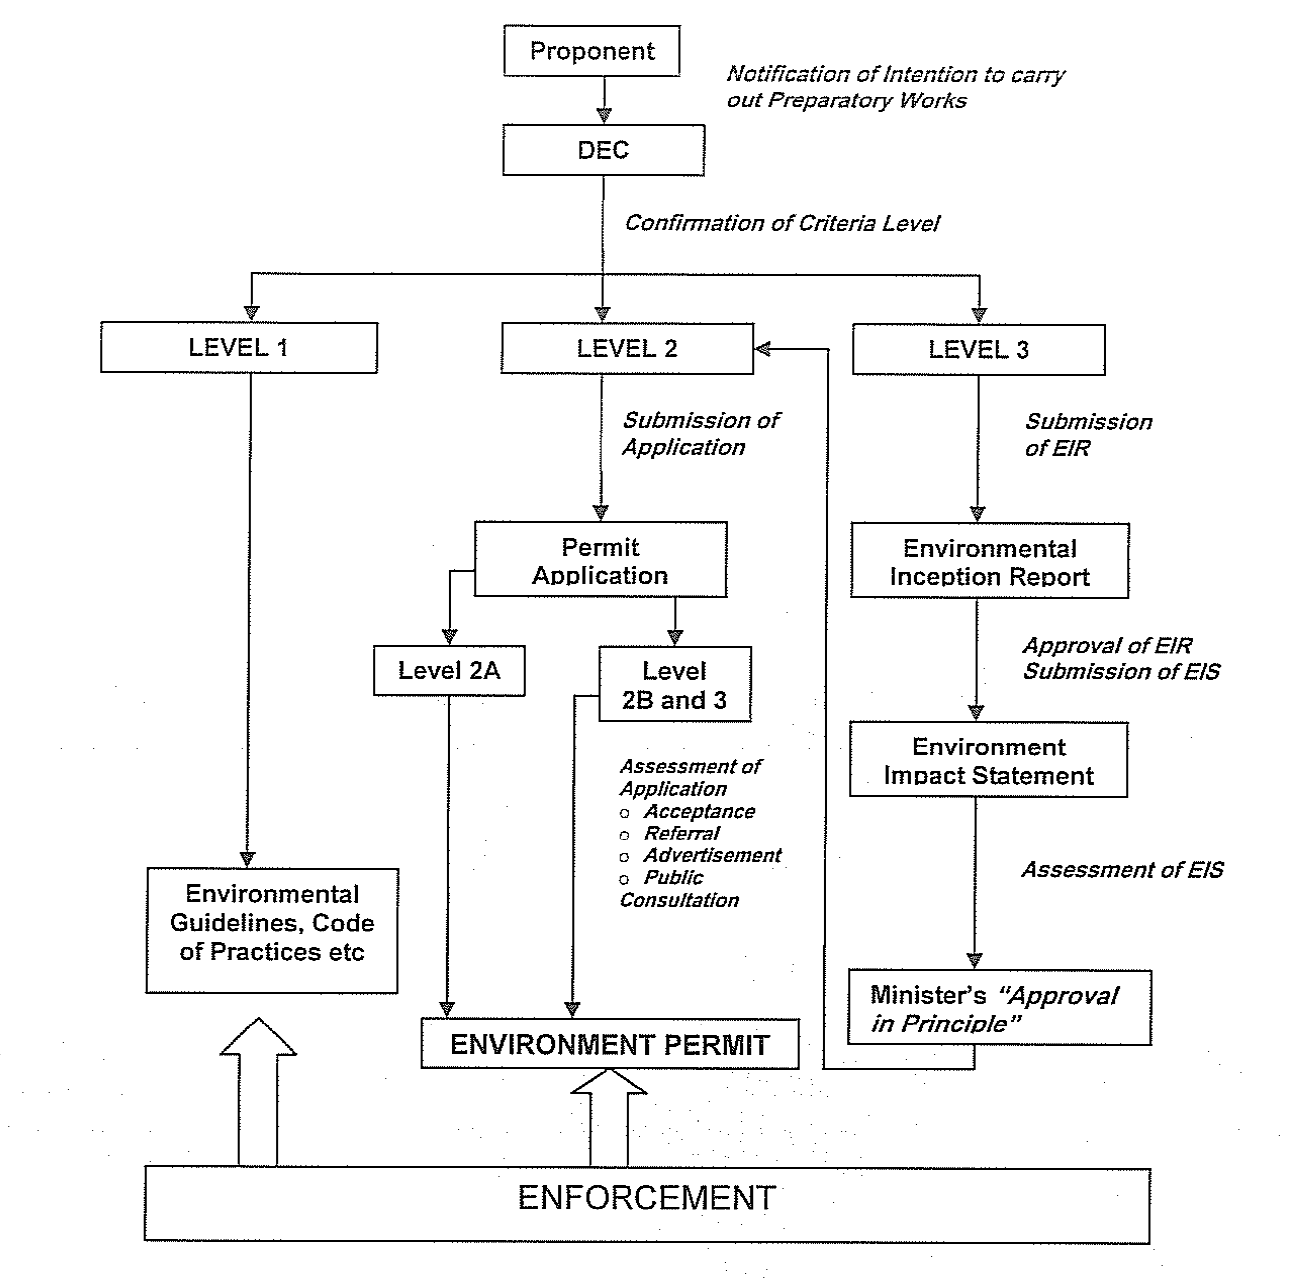 Proponent
Notification of Intention to carry
out Preparatory Works
DEC
Confirmation of Criteria Level
LEVEL 1
LEVEL 2
LEVEL 3
Submission of
Application
Submission
of EIR
Permit
Application
Environmental
Inception Report
Level 2A
Level
2B and 3
Approval of EIR
Submission of EIS
Environment
Impact Statement
Assessment of
Application
o Acceptance
o Referral
o Advertisement
o Public
Consultation
Assessment of EIS
Environmental
Guidelines, Code
of Practices etc
Minister's "Approval
in Principle"
ENVIRONMENT PERMIT
ENFORCEMENT